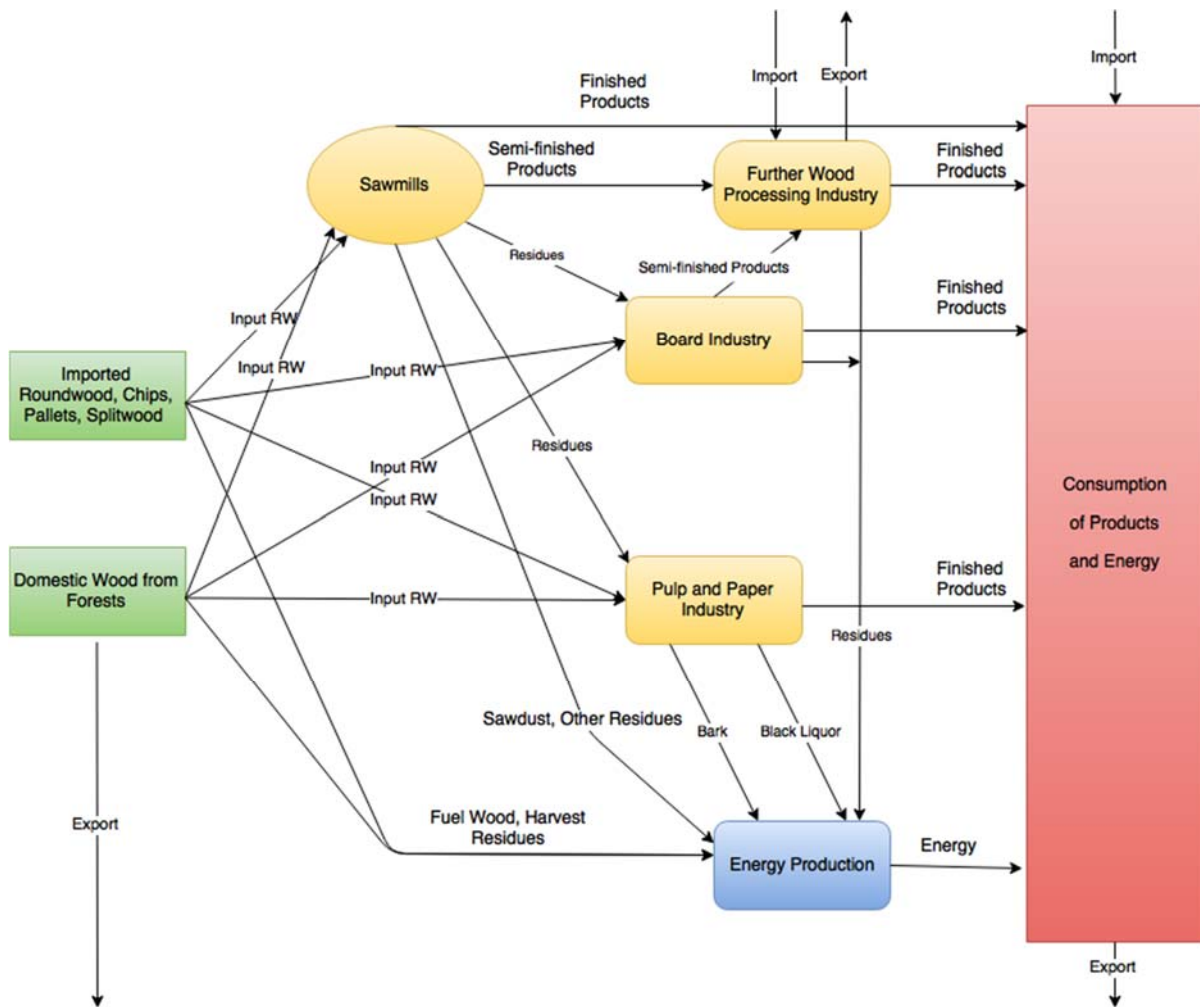 Import
Export
Import
Finished
Products
Sawmills
Semi-finished
Products
Further Wood
Processing Industry
Finished
Products
Residues
Semi-finished Products
Finished
Products
Input RW
Board Industry
Input RW
Input RW
Imported
Roundwood, Chips,
Pallets, Splitwood
Residues
Input RW
Input RW
Consumption
of Products
and Energy
Domestic Wood from
Forests
Input RW
Pulp and Paper
Industry
Finished
Products
Residues
Sawdust, Other Residues
Bark
Black Liquor
Export
Fuel Wood, Harvest
Residues
Energy Production
Energy
Export